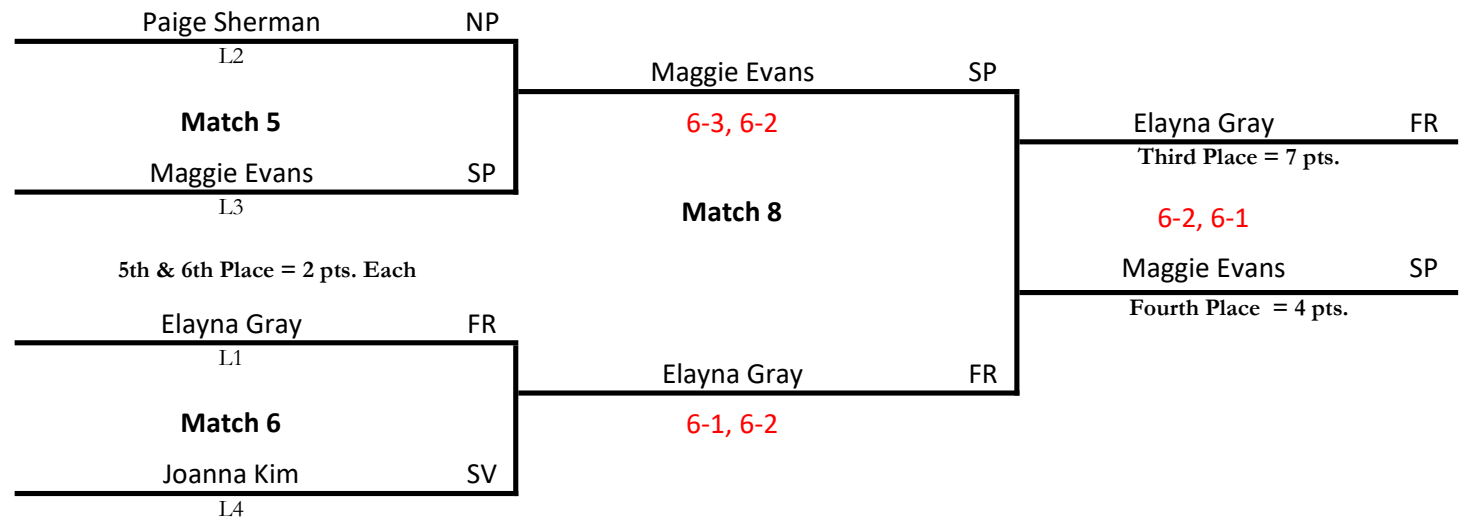 Paige Sherman NP
L2
Maggie Evans SP
Match 5
6-3, 6-2
Elayna Gray FR
Third Place = 7 pts.
Maggie Evans SP
L3
Match 8
6-2, 6-1
5th & 6th Place = 2 pts. Each
Maggie Evans SP
Fourth Place = 4 pts.
Elayna Gray FR
L1
Elayna Gray FR
Match 6
6-1, 6-2
Joanna Kim SV
L4